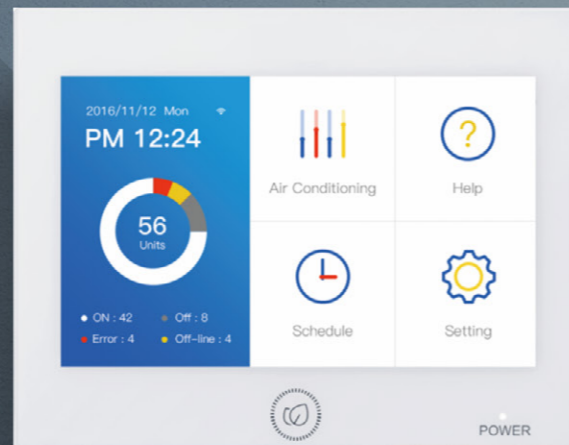 2016/11/12 Mon
PM 12:24
56
Units
ON : 42
Off : 8
Error : 4
Off-line : 4
Air Conditioning
?
Help
Schedule
Setting
POWER